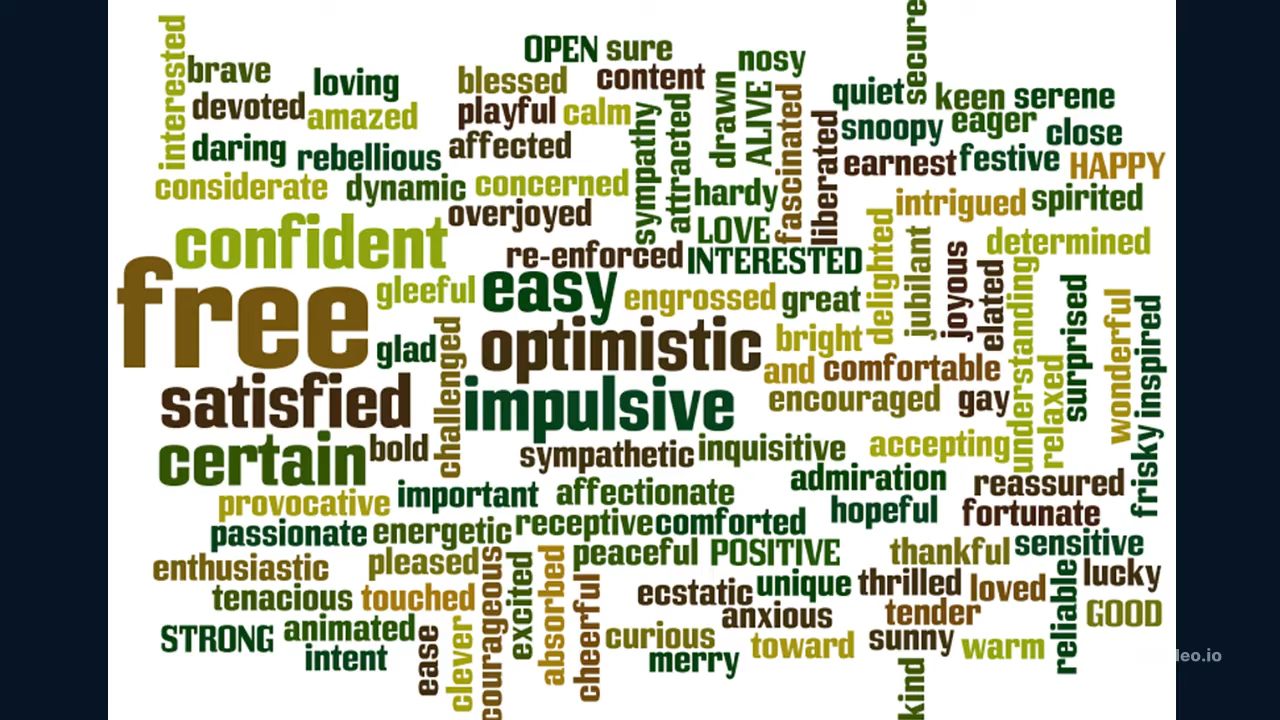 interested
brave
devoted
loving
amazed
daring
rebellious
considerate
dynamic
OPEN
sure
blessed
content
playful
calm
affected
concerned
overjoyed
nosy
drawn
ALIVE
sympathy
attracted
fascinated
liberated
hardy
LOVE
quiet
secure
keen
serene
snoopy
eager
close
earnest
festive
HAPPY
intrigued
spirited
determined
confident
re-enforced
INTERESTED
delighted
jubilant
joyous
elated
understanding
surprised
wonderful
inspired
free
gleeful
easy
engrossed
great
glad
challenged
optimistic
bright
and
comfortable
satisfied
impulsive
encouraged
gay
relaxed
frisky
certain
bold
sympathetic
inquisitive
accepting
provocative
important
affectionate
admiration
reassured
passionate
energetic
receptive
comforted
hopeful
fortunate
enthusiastic
pleased
courageous
excited
absorbed
cheerful
peaceful
POSITIVE
thankful
sensitive
tenacious
touched
ecstatic
unique
thrilled
loved
reliable
lucky
STRONG
animated
intent
ease
clever
anxious
tender
GOOD
curious
merry
toward
sunny
warm
kind
leo.io